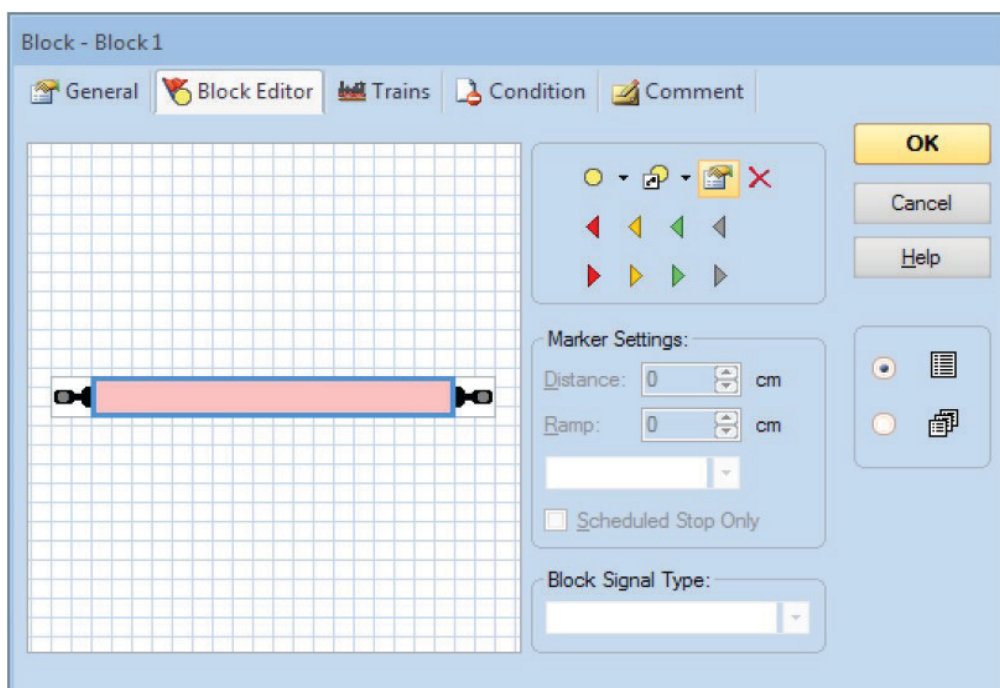 Block - Block 1
General Block Editor Trains Condition Comment
OK
Cancel
Help
Marker Settings:
Distance: 0 cm
Ramp: 0 cm
Scheduled Stop Only
Block Signal Type: